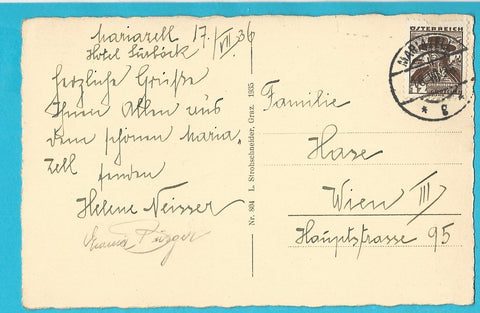 Mariazell 17./VII. 36
Hotel
Herzliche Grüsse
Ihnen Allen aus
dem schönen Maria-
zell
senden
Helene Neisser
Nr. 804 L. Strohschneider, Graz. 1935
ÖSTERREICH
MARIAZELL
* g *
Familie
Hase
Wien III
Hauptstrasse 95